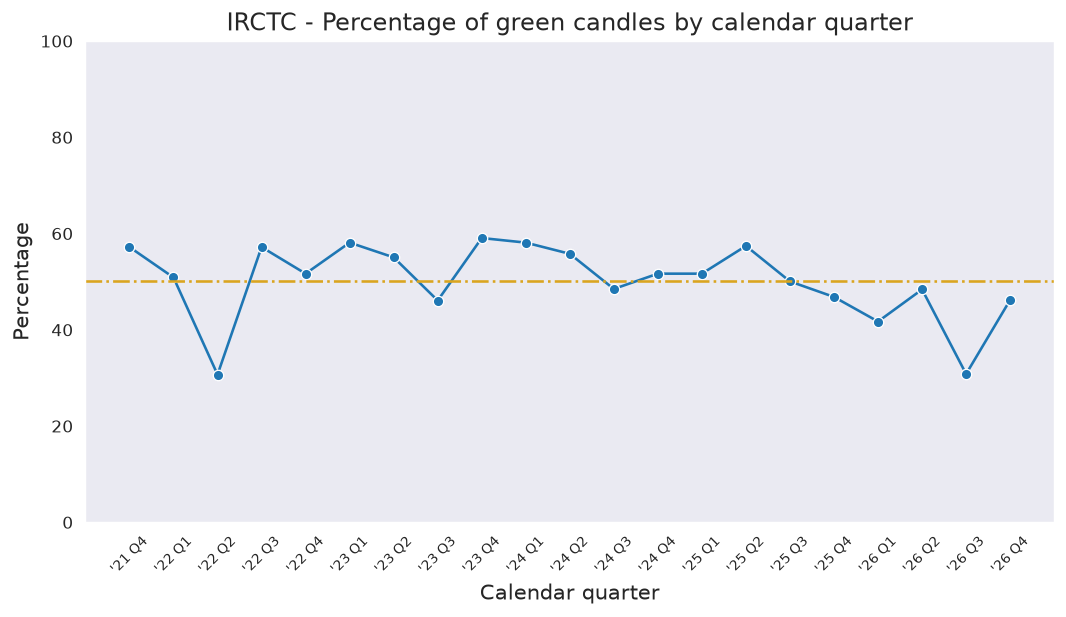 IRCTC - Percentage of green candles by calendar quarter
100
80
60
40
20
0
Percentage
'21 Q4
'22 Q1
'22 Q2
'22 Q3
'22 Q4
'23 Q1
'23 Q2
'23 Q3
'23 Q4
'24 Q1
'24 Q2
'24 Q3
'24 Q4
'25 Q1
'25 Q2
'25 Q3
'25 Q4
'26 Q1
'26 Q2
'26 Q3
'26 Q4
Calendar quarter